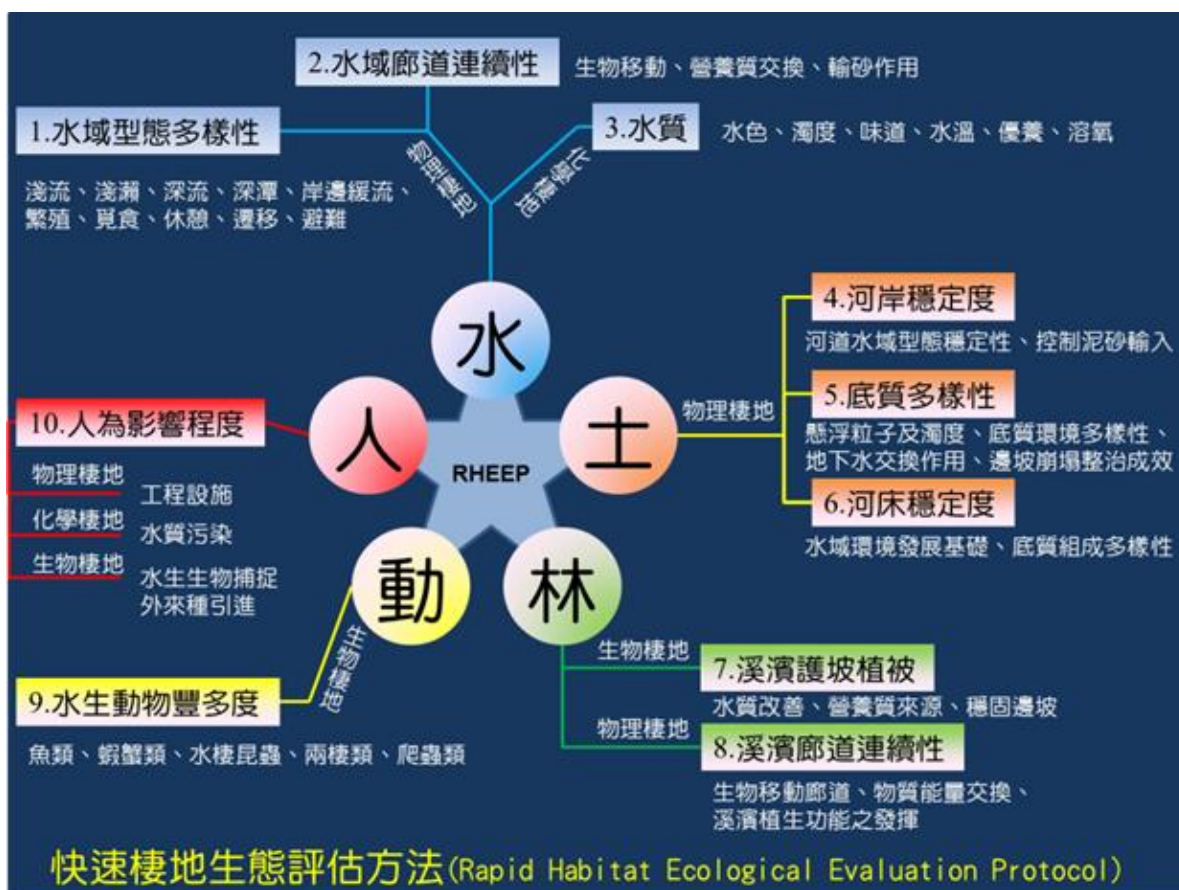 2.水域廊道連續性
生物移動、營養質交換、輸砂作用
1.水域型態多樣性
淺流、淺瀨、深流、深潭、岸邊緩流、
繁殖、覓食、休憩、遷移、避難
3.水質
水色、濁度、味道、水溫、優養、溶氧
物理棲地
化學棲地
水
土
物理棲地
4.河岸穩定度
河道水域型態穩定性、控制泥砂輸入
5.底質多樣性
懸浮粒子及濁度、底質環境多樣性、
地下水交換作用、邊坡崩塌整治成效
6.河床穩定度
水域環境發展基礎、底質組成多樣性
人
10.人為影響程度
物理棲地
工程設施
化學棲地
水質污染
生物棲地
水生生物捕捉
外來種引進
RHEEP
動
生物棲地
9.水生動物豐多度
魚類、蝦蟹類、水棲昆蟲、兩棲類、爬蟲類
林
生物棲地
7.溪濱護坡植被
水質改善、營養質來源、穩固邊坡
物理棲地
8.溪濱廊道連續性
生物移動廊道、物質能量交換、
溪濱植生功能之發揮
快速棲地生態評估方法(Rapid Habitat Ecological Evaluation Protocol)